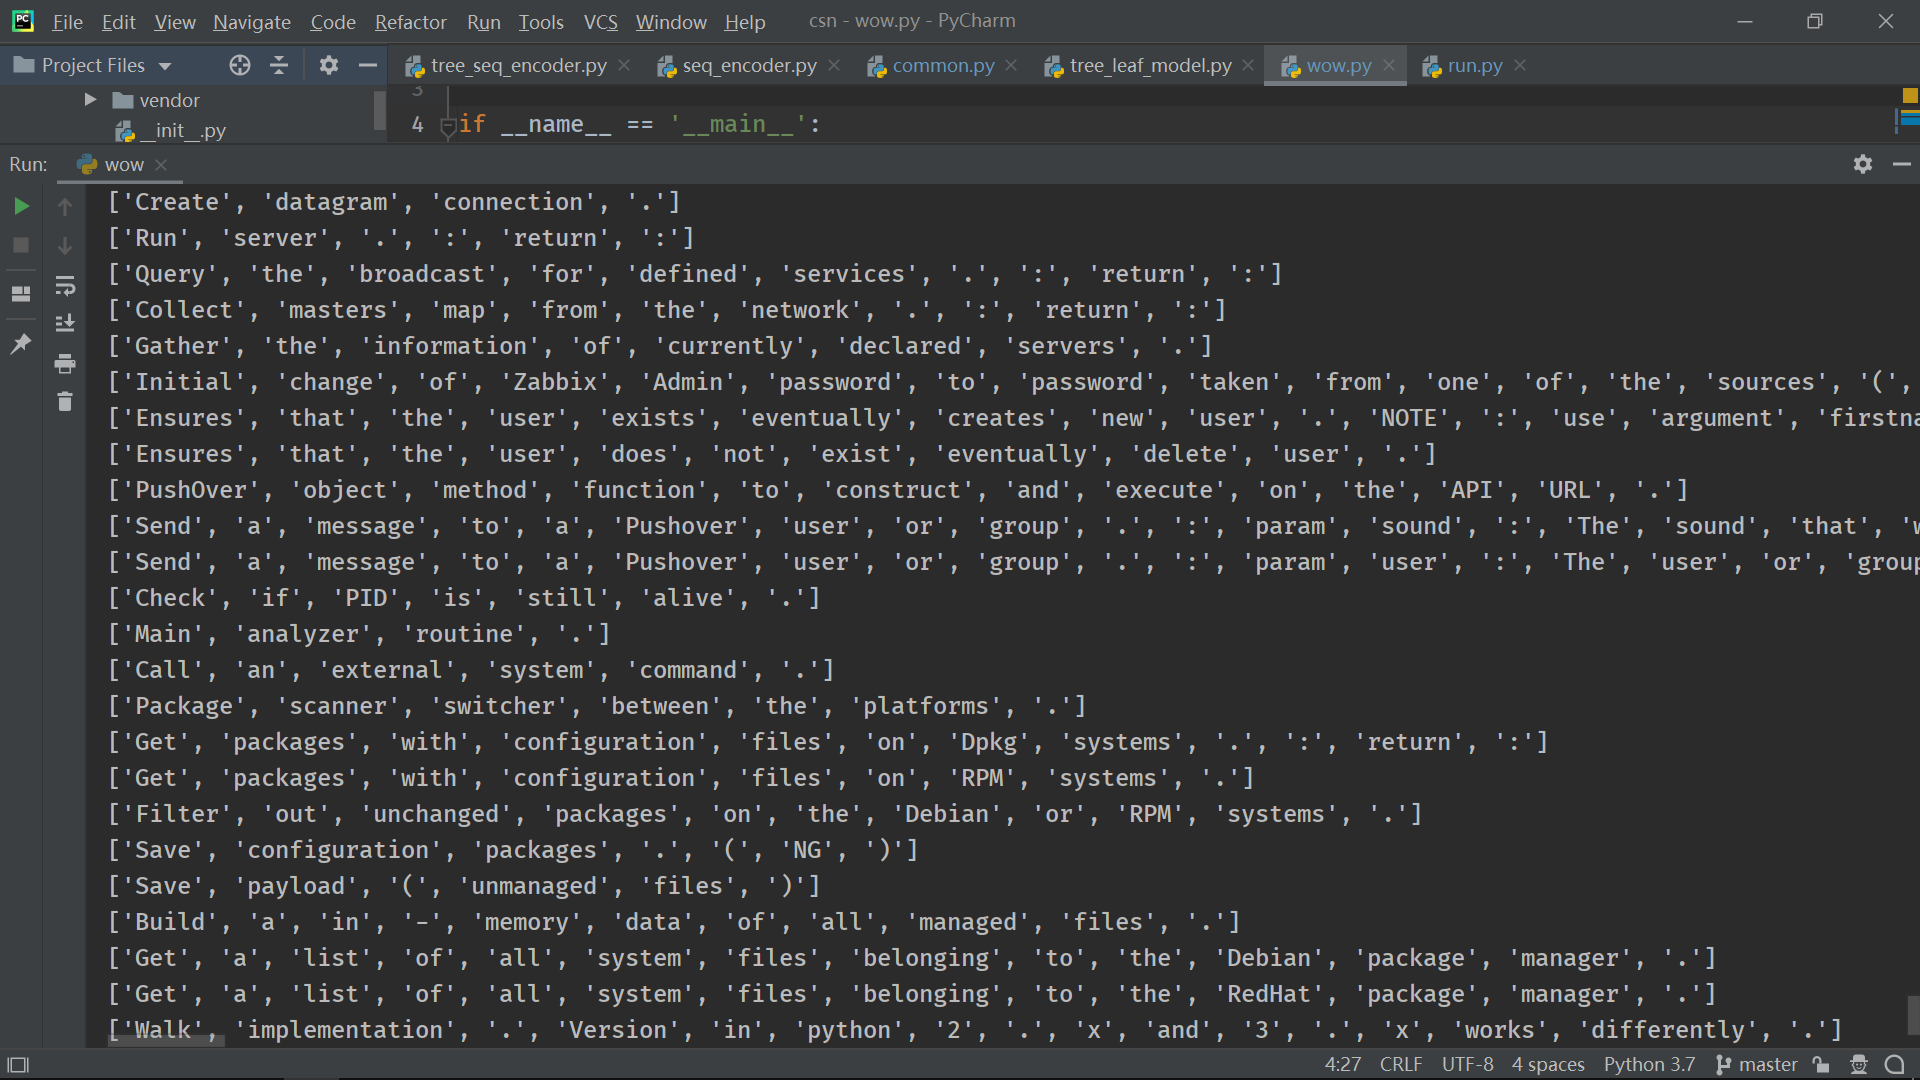 PC File Edit View Navigate Code Refactor Run Tools VCS Window Help csn - wow.py - PyCharm
Project Files tree_seq_encoder.py seq_encoder.py common.py tree_leaf_model.py wow.py run.py
vendor
__init__.py
3
4 if __name__ == '__main__':
Run: wow
['Create', 'datagram', 'connection', '.']
['Run', 'server', '.', ':', 'return', ':']
['Query', 'the', 'broadcast', 'for', 'defined', 'services', '.', ':', 'return', ':']
['Collect', 'masters', 'map', 'from', 'the', 'network', '.', ':', 'return', ':']
['Gather', 'the', 'information', 'of', 'currently', 'declared', 'servers', '.']
['Initial', 'change', 'of', 'Zabbix', 'Admin', 'password', 'to', 'password', 'taken', 'from', 'one', 'of', 'the', 'sources', '(',
['Ensures', 'that', 'the', 'user', 'exists', 'eventually', 'creates', 'new', 'user', '.', 'NOTE', ':', 'use', 'argument', 'firstna
['Ensures', 'that', 'the', 'user', 'does', 'not', 'exist', 'eventually', 'delete', 'user', '.']
['PushOver', 'object', 'method', 'function', 'to', 'construct', 'and', 'execute', 'on', 'the', 'API', 'URL', '.']
['Send', 'a', 'message', 'to', 'a', 'Pushover', 'user', 'or', 'group', '.', ':', 'param', 'sound', ':', 'The', 'sound', 'that', 'w
['Send', 'a', 'message', 'to', 'a', 'Pushover', 'user', 'or', 'group', '.', ':', 'param', 'user', ':', 'The', 'user', 'or', 'group
['Check', 'if', 'PID', 'is', 'still', 'alive', '.']
['Main', 'analyzer', 'routine', '.']
['Call', 'an', 'external', 'system', 'command', '.']
['Package', 'scanner', 'switcher', 'between', 'the', 'platforms', '.']
['Get', 'packages', 'with', 'configuration', 'files', 'on', 'Dpkg', 'systems', '.', ':', 'return', ':']
['Get', 'packages', 'with', 'configuration', 'files', 'on', 'RPM', 'systems', '.']
['Filter', 'out', 'unchanged', 'packages', 'on', 'the', 'Debian', 'or', 'RPM', 'systems', '.']
['Save', 'configuration', 'packages', '.', '(', 'NG', ')']
['Save', 'payload', '(', 'unmanaged', 'files', ')']
['Build', 'a', 'in', '-', 'memory', 'data', 'of', 'all', 'managed', 'files', '.']
['Get', 'a', 'list', 'of', 'all', 'system', 'files', 'belonging', 'to', 'the', 'Debian', 'package', 'manager', '.']
['Get', 'a', 'list', 'of', 'all', 'system', 'files', 'belonging', 'to', 'the', 'RedHat', 'package', 'manager', '.']
['Walk', 'implementation', '.', 'Version', 'in', 'python', '2', '.', 'x', 'and', '3', '.', 'x', 'works', 'differently', '.']
4:27 CRLF UTF-8 4 spaces Python 3.7 master